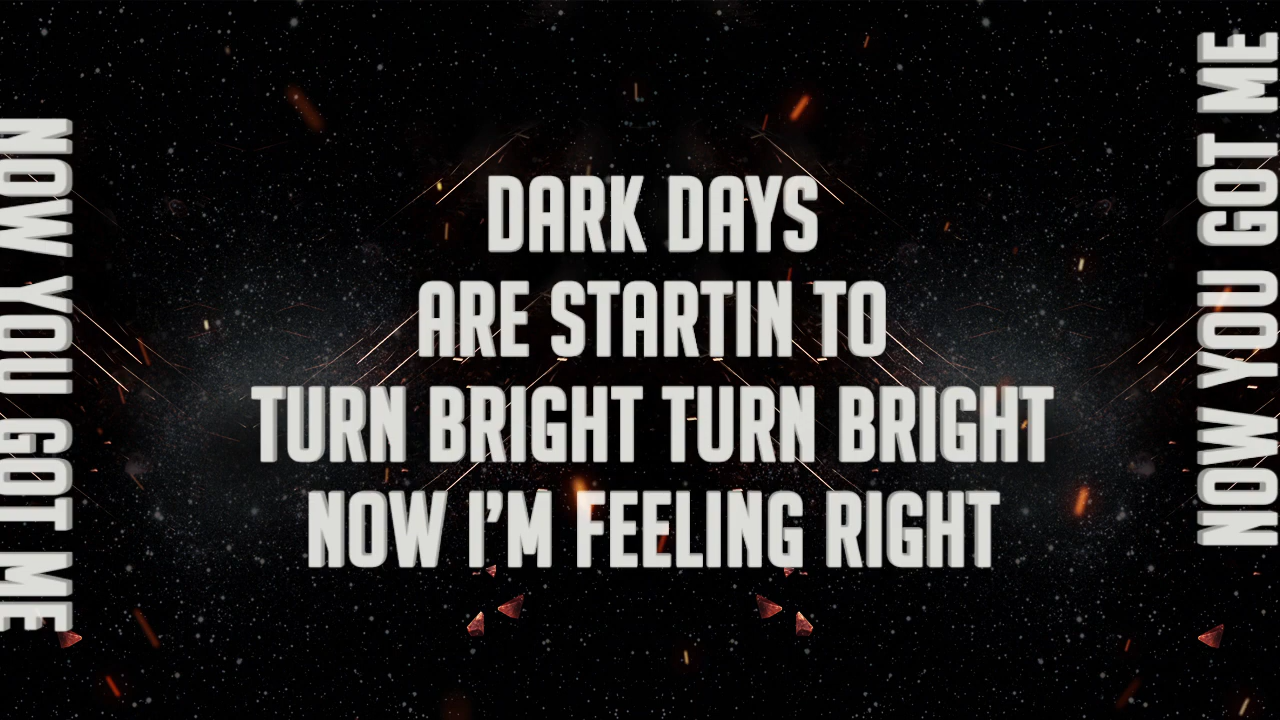 NOW YOU GOT ME
DARK DAYS
ARE STARTIN TO
TURN BRIGHT TURN BRIGHT
NOW I'M FEELING RIGHT
NOW YOU GOT ME